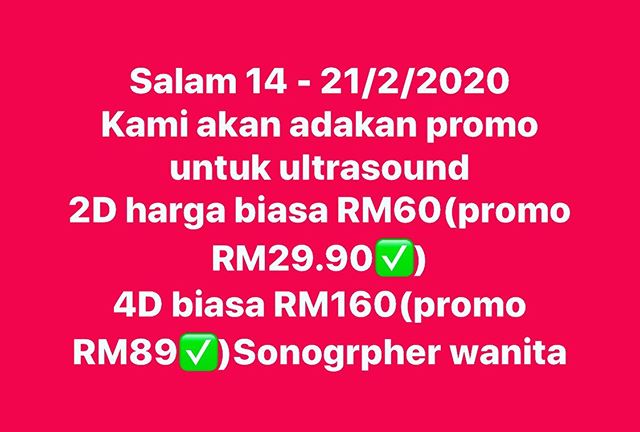 Salam 14 - 21/2/2020
Kami akan adakan promo
untuk ultrasound
2D harga biasa RM60(promo
RM29.90✅)
4D biasa RM160(promo
RM89✅)Sonogrpher wanita